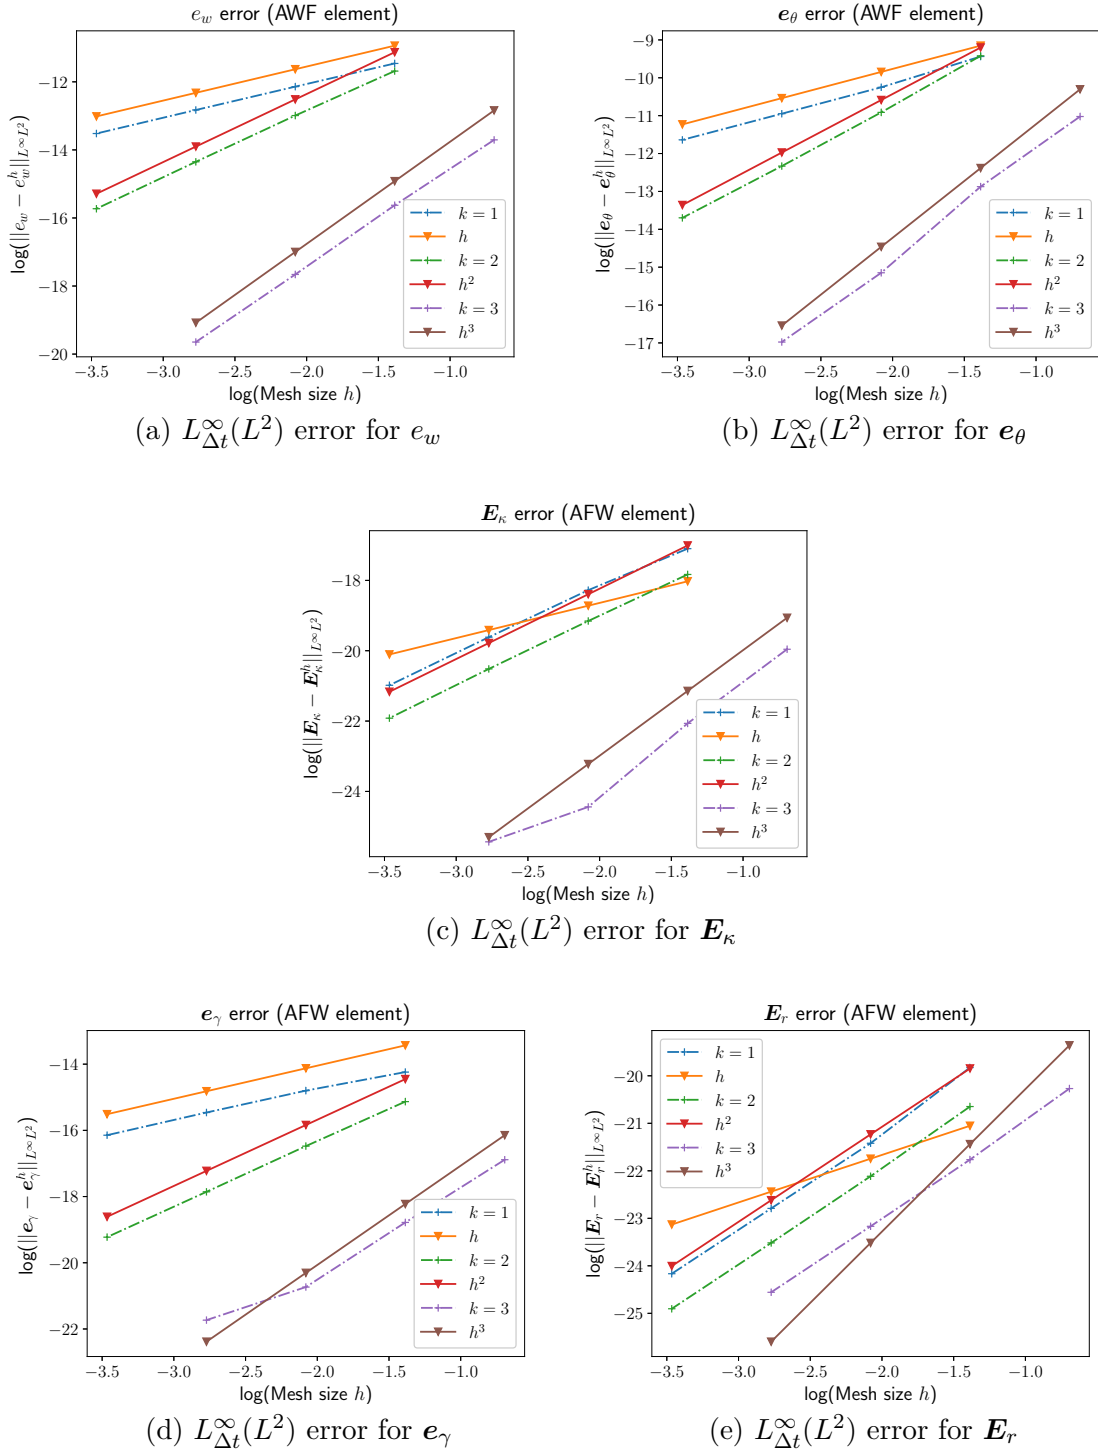 e_w error (AWF element)
log(||e_w − e_w^h||_{L^∞L^2})
−12
−14
−16
−18
−20
k = 1
h
k = 2
h^2
k = 3
h^3
−3.5 −3.0 −2.5 −2.0 −1.5 −1.0
log(Mesh size h)
(a) L^∞_{Δt}(L^2) error for e_w
e_θ error (AWF element)
log(||e_θ − e_θ^h||_{L^∞L^2})
−9
−10
−11
−12
−13
−14
−15
−16
−17
k = 1
h
k = 2
h^2
k = 3
h^3
−3.5 −3.0 −2.5 −2.0 −1.5 −1.0
log(Mesh size h)
(b) L^∞_{Δt}(L^2) error for e_θ
E_κ error (AFW element)
log(||E_κ − E_κ^h||_{L^∞L^2})
−18
−20
−22
−24
k = 1
h
k = 2
h^2
k = 3
h^3
−3.5 −3.0 −2.5 −2.0 −1.5 −1.0
log(Mesh size h)
(c) L^∞_{Δt}(L^2) error for E_κ
e_γ error (AFW element)
log(||e_γ − e_γ^h||_{L^∞L^2})
−14
−16
−18
−20
−22
k = 1
h
k = 2
h^2
k = 3
h^3
−3.5 −3.0 −2.5 −2.0 −1.5 −1.0
log(Mesh size h)
(d) L^∞_{Δt}(L^2) error for e_γ
E_r error (AFW element)
log(||E_r − E_r^h||_{L^∞L^2})
−20
−21
−22
−23
−24
−25
k = 1
h
k = 2
h^2
k = 3
h^3
−3.5 −3.0 −2.5 −2.0 −1.5 −1.0
log(Mesh size h)
(e) L^∞_{Δt}(L^2) error for E_r